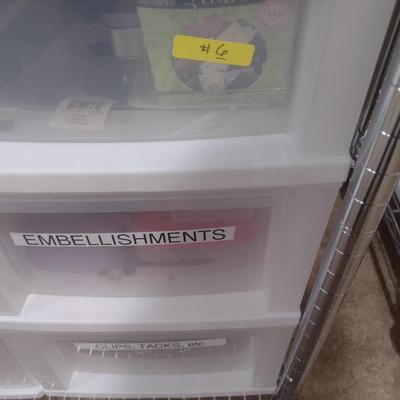 #6
EMBELLISHMENTS
CLIPS, TACKS, etc